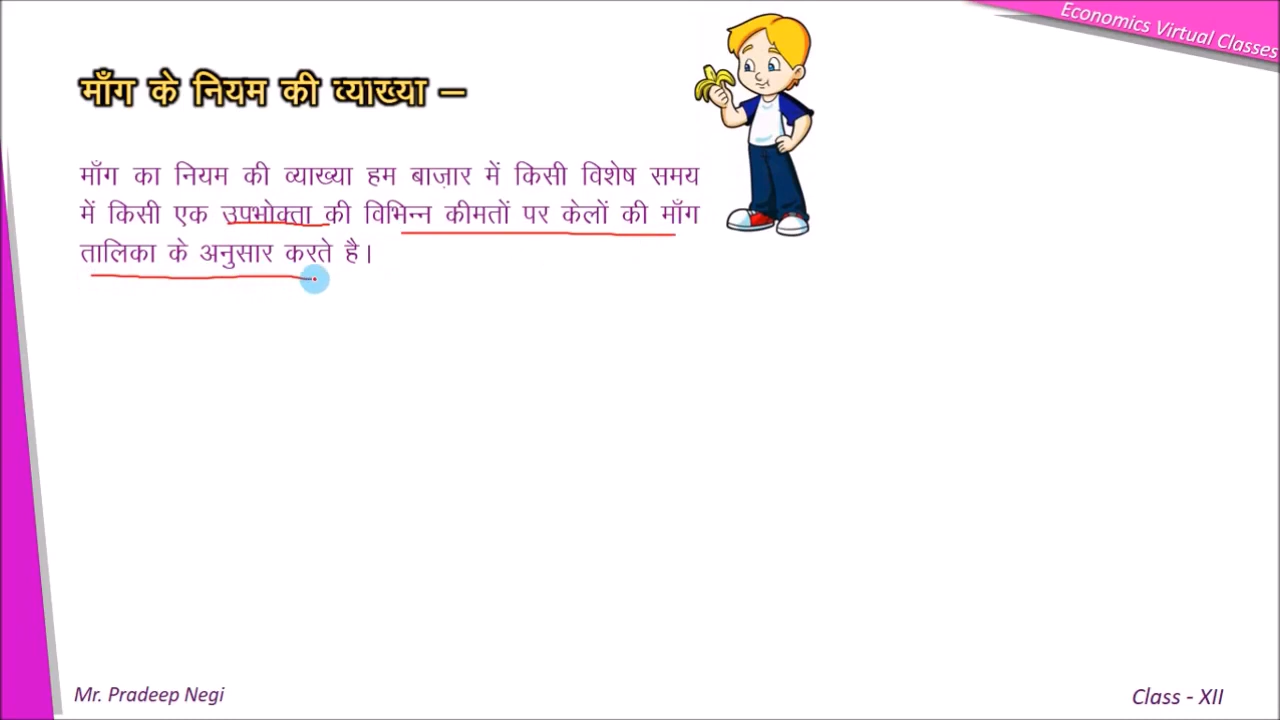 Economics Virtual Classes
माँग के नियम की व्याख्या –
माँग का नियम की व्याख्या हम बाज़ार में किसी विशेष समय
में किसी एक उपभोक्ता की विभिन्न कीमतों पर केलों की माँग
तालिका के अनुसार करते है।
Mr. Pradeep Negi
Class - XII